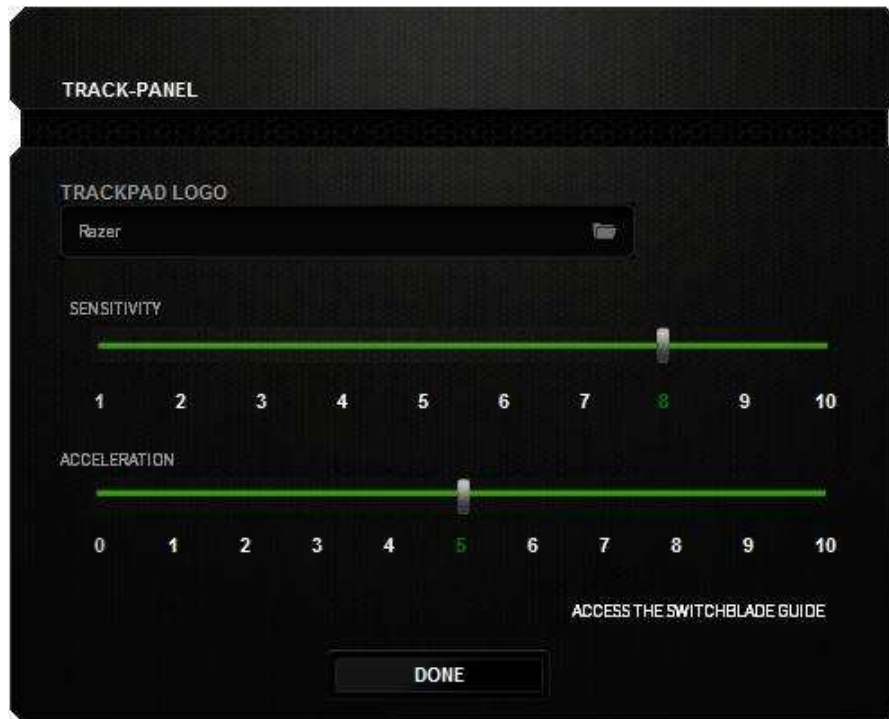 TRACK-PANEL
TRACKPAD LOGO
Razer
SENSITIVITY
1 2 3 4 5 6 7 8 9 10
ACCELERATION
0 1 2 3 4 5 6 7 8 9 10
ACCESS THE SWITCHBLADE GUIDE
DONE